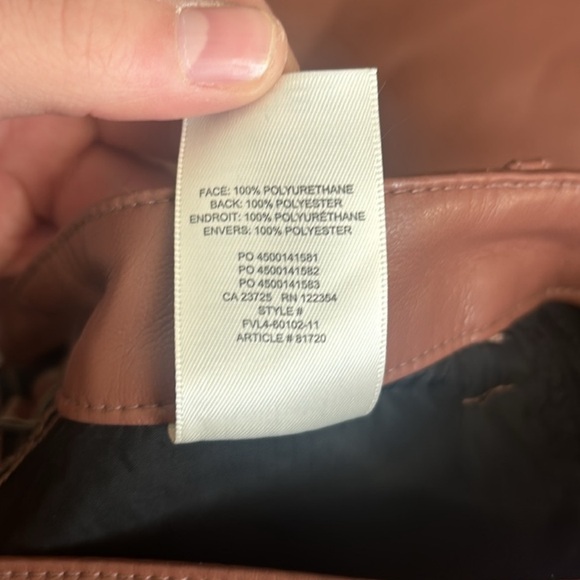 FACE: 100% POLYURETHANE
BACK: 100% POLYESTER
ENDROIT: 100% POLYURÉTHANE
ENVERS: 100% POLYESTER
PO 4500141581
PO 4500141582
PO 4500141583
CA 23725 RN 122354
STYLE #
FVL4-60102-11
ARTICLE # 81720